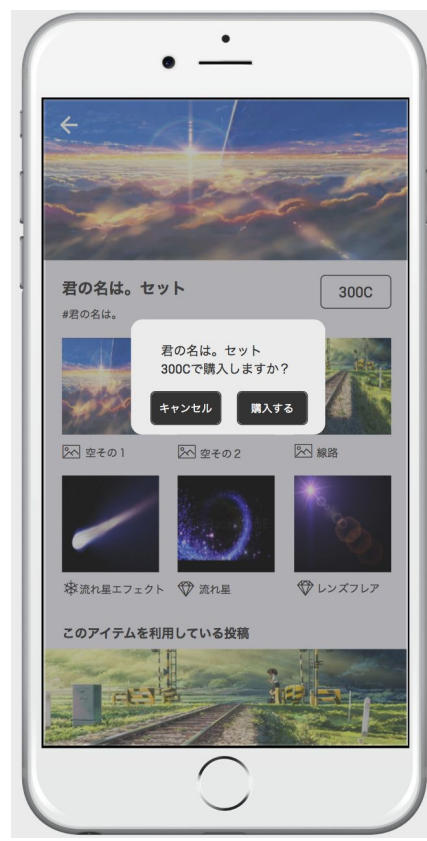 君の名は。セット
300C
#君の名は。
君の名は。セット
300Cで購入しますか？
キャンセル
購入する
空その1
空その2
線路
流れ星エフェクト
流れ星
レンズフレア
このアイテムを利用している投稿